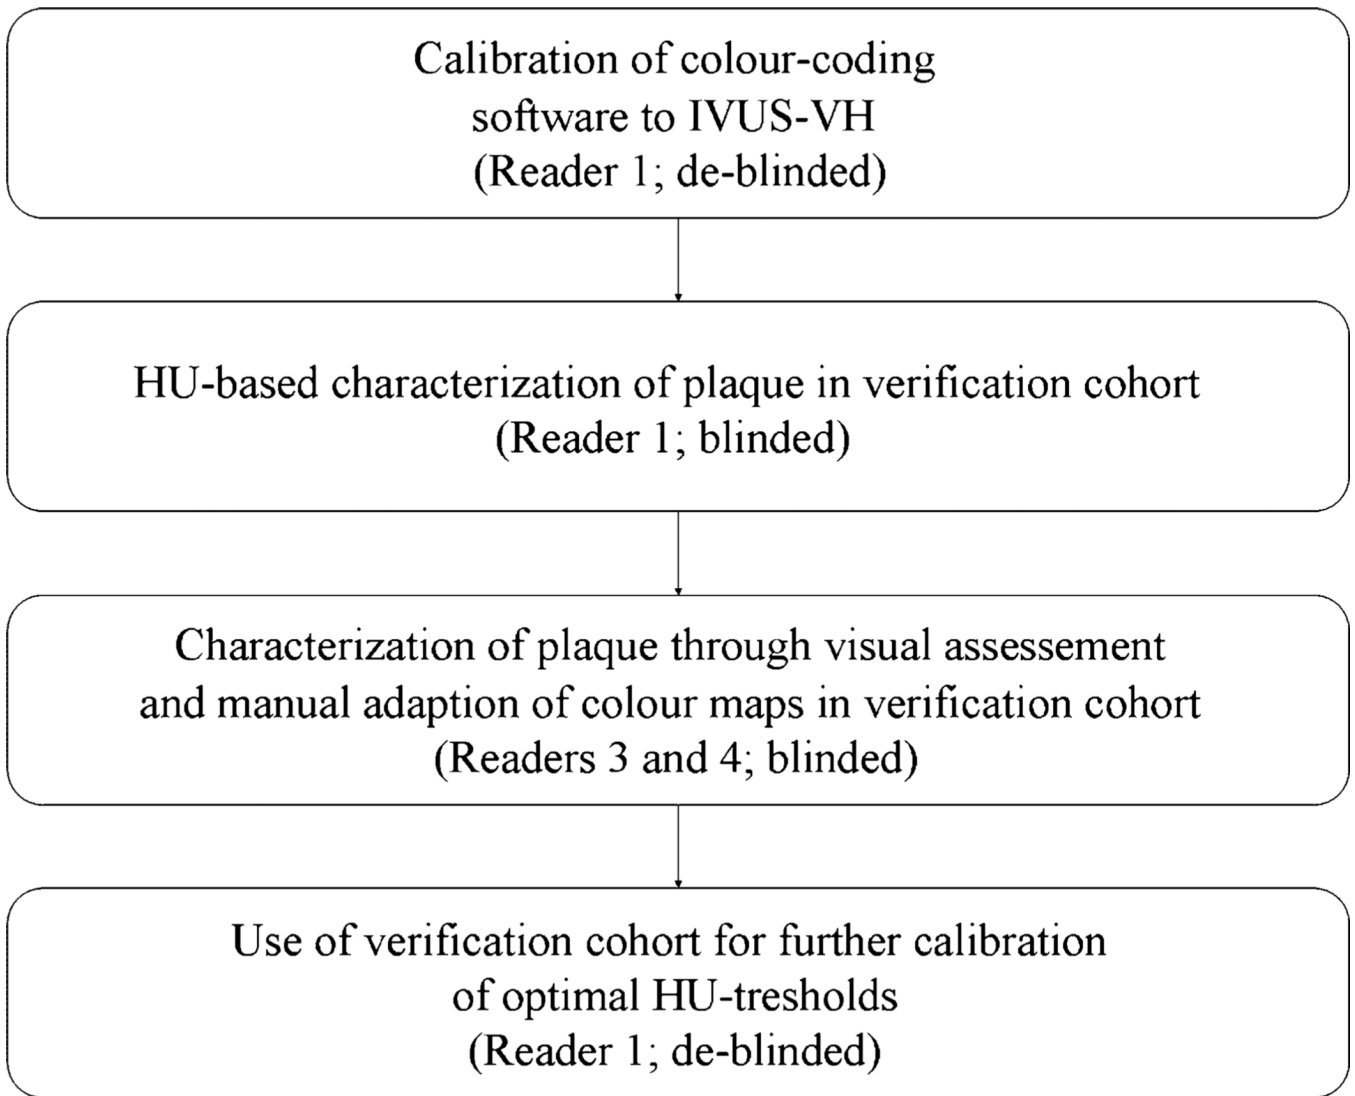 Calibration of colour-coding
software to IVUS-VH
(Reader 1; de-blinded)
HU-based characterization of plaque in verification cohort
(Reader 1; blinded)
Characterization of plaque through visual assessement
and manual adaption of colour maps in verification cohort
(Readers 3 and 4; blinded)
Use of verification cohort for further calibration
of optimal HU-tresholds
(Reader 1; de-blinded)